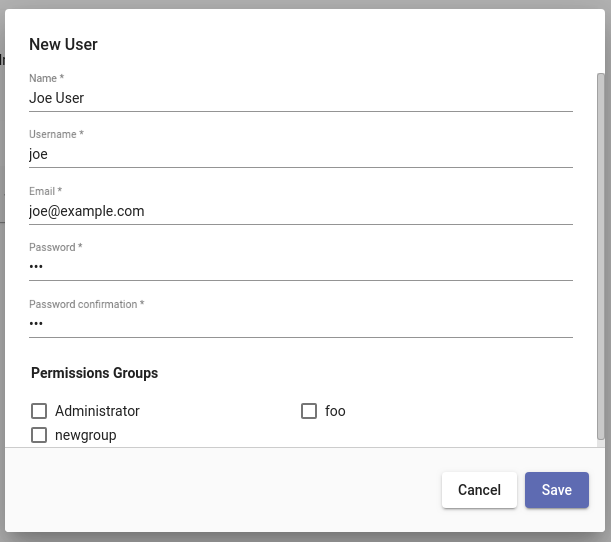 New User
Name *
Joe User
Username *
joe
Email *
joe@example.com
Password *
•••
Password confirmation *
•••
Permissions Groups
Administrator foo
newgroup
Cancel Save